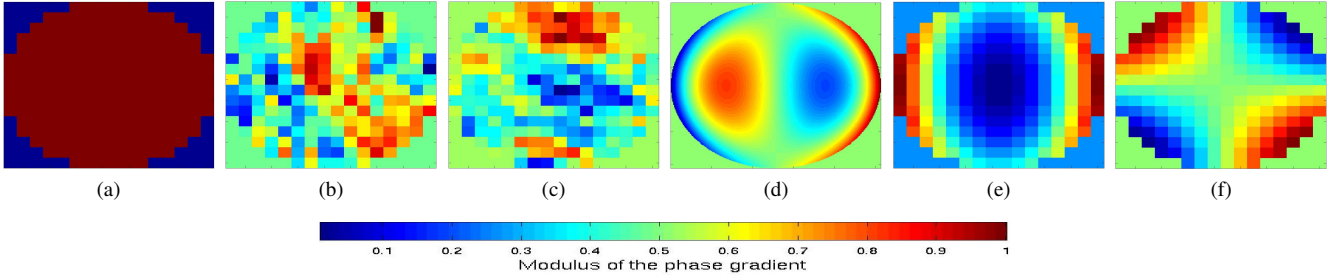 (a) (b) (c) (d) (e) (f)
0.1 0.2 0.3 0.4 0.5 0.6 0.7 0.8 0.9 1
Modulus of the phase gradient